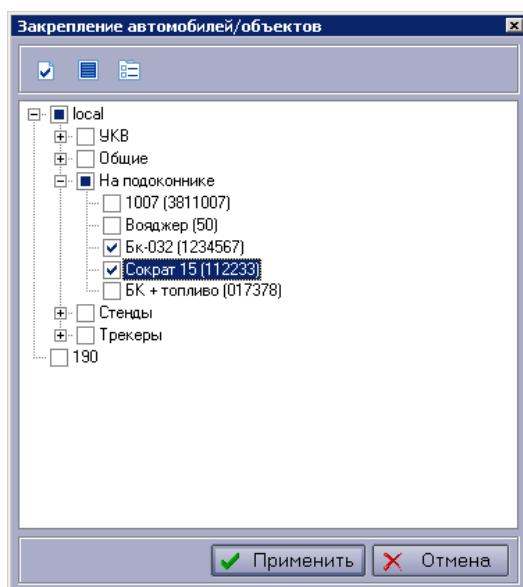 Закрепление автомобилей/объектов
local
УКВ
Общие
На подоконнике
1007 (3811007)
Вояджер (50)
Бк-032 (1234567)
Сократ 15 (112233)
БК + топливо (017378)
Стенды
Трекеры
190
Применить Отмена